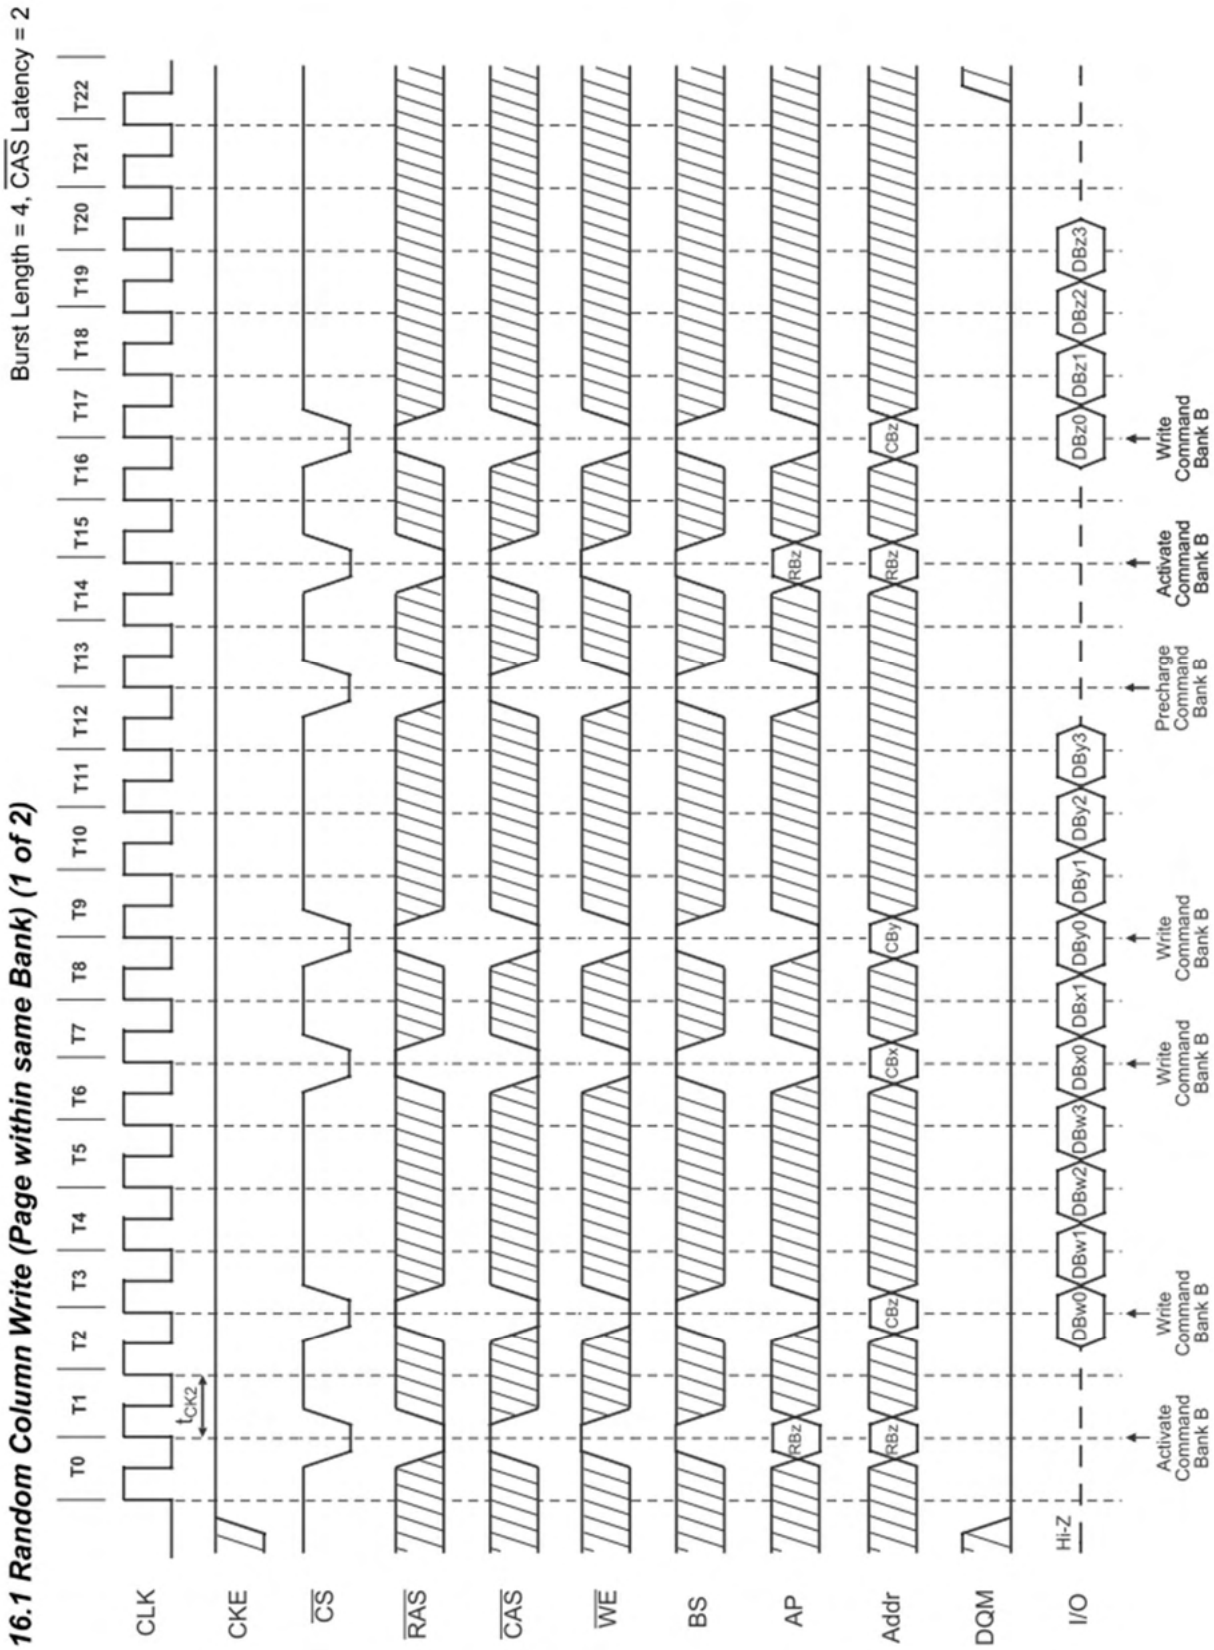 16.1 Random Column Write (Page within same Bank) (1 of 2)
Burst Length = 4, CAS Latency = 2
T0 T1 T2 T3 T4 T5 T6 T7 T8 T9 T10 T11 T12 T13 T14 T15 T16 T17 T18 T19 T20 T21 T22
CLK
tCK2
CKE
CS
RAS
CAS
WE
BS
AP
RBz RBz
Addr
RBz CBz CBx CBy RBz CBz
DQM
I/O
Hi-Z
DBw0 DBw1 DBw2 DBw3 DBx0 DBx1 DBy0 DBy1 DBy2 DBy3 DBz0 DBz1 DBz2 DBz3
Activate
Command
Bank B
Write
Command
Bank B
Write
Command
Bank B
Write
Command
Bank B
Precharge
Command
Bank B
Activate
Command
Bank B
Write
Command
Bank B